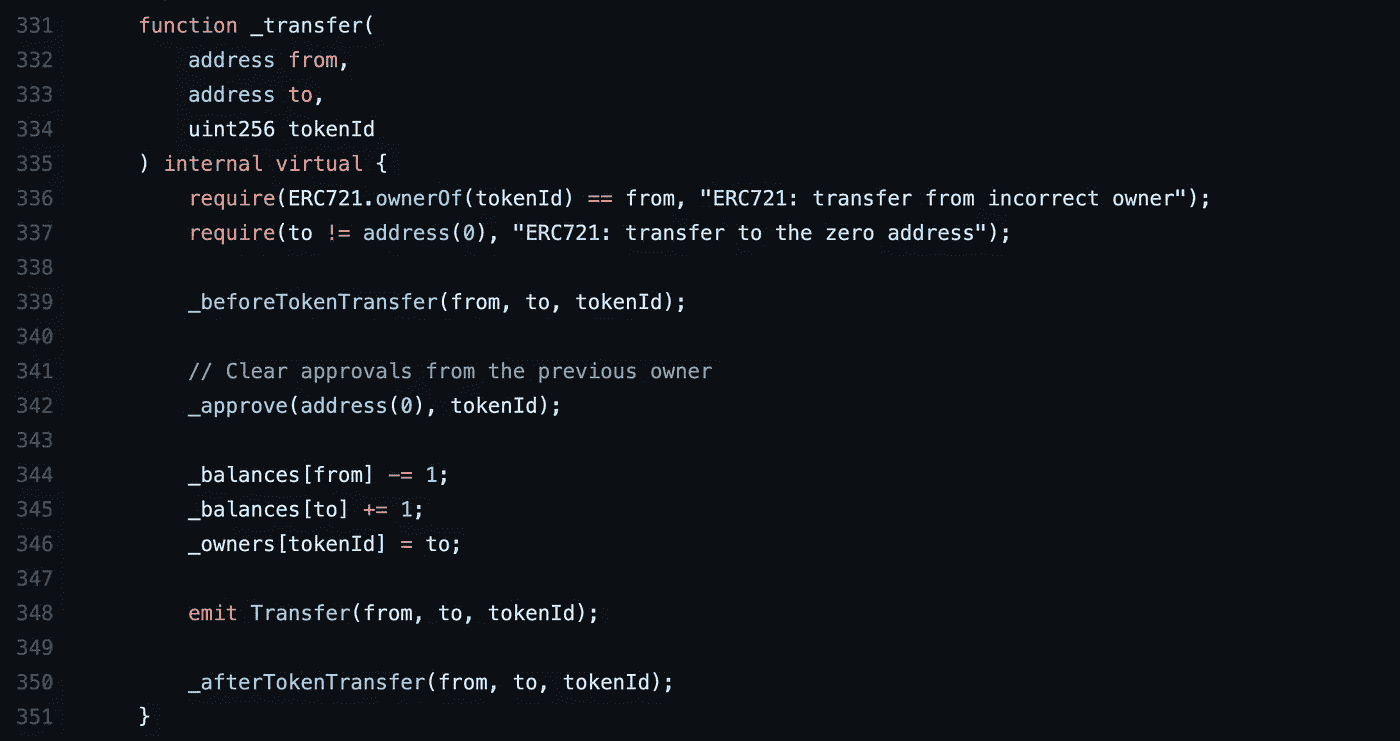 331 function _transfer(
332 address from,
333 address to,
334 uint256 tokenId
335 ) internal virtual {
336 require(ERC721.ownerOf(tokenId) == from, "ERC721: transfer from incorrect owner");
337 require(to != address(0), "ERC721: transfer to the zero address");
338
339 _beforeTokenTransfer(from, to, tokenId);
340
341 // Clear approvals from the previous owner
342 _approve(address(0), tokenId);
343
344 _balances[from] -= 1;
345 _balances[to] += 1;
346 _owners[tokenId] = to;
347
348 emit Transfer(from, to, tokenId);
349
350 _afterTokenTransfer(from, to, tokenId);
351 }